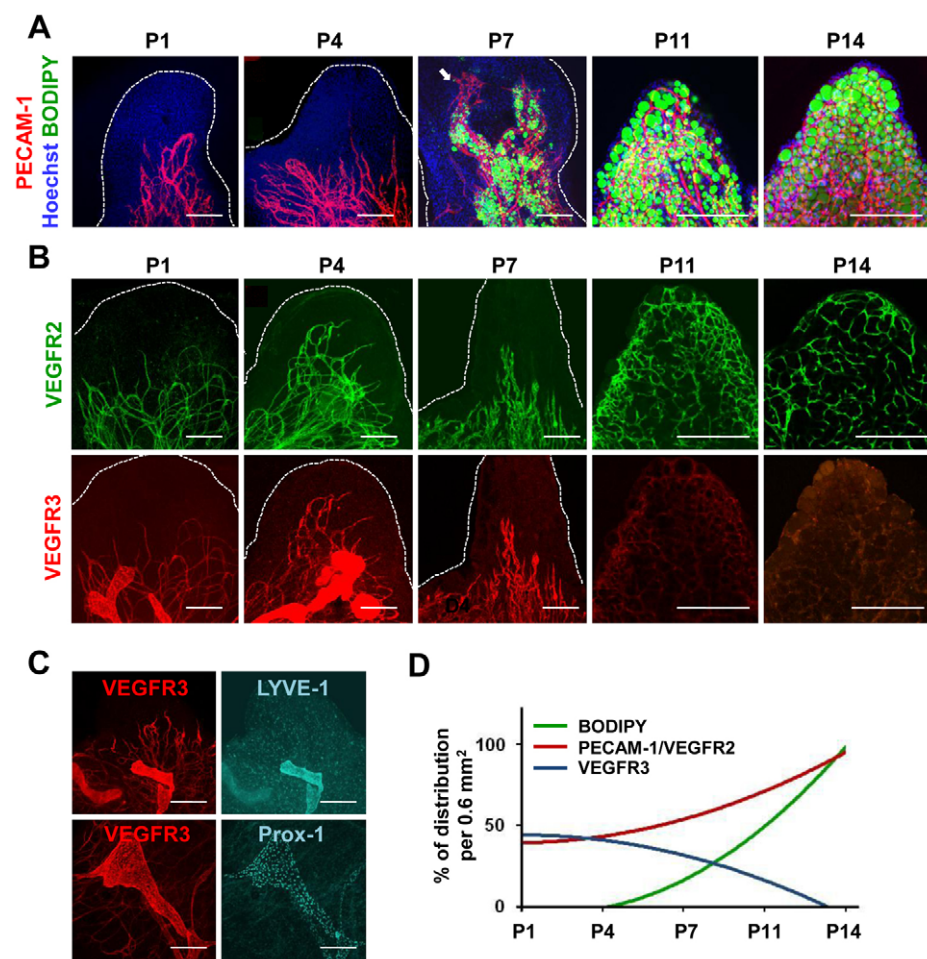 A
P1 P4 P7 P11 P14
PECAM-1
Hoechst BODIPY
B
P1 P4 P7 P11 P14
VEGFR2
VEGFR3
D4
C
VEGFR3 LYVE-1
VEGFR3 Prox-1
D
BODIPY
PECAM-1/VEGFR2
VEGFR3
% of distribution
per 0.6 mm²
100
50
0
P1 P4 P7 P11 P14